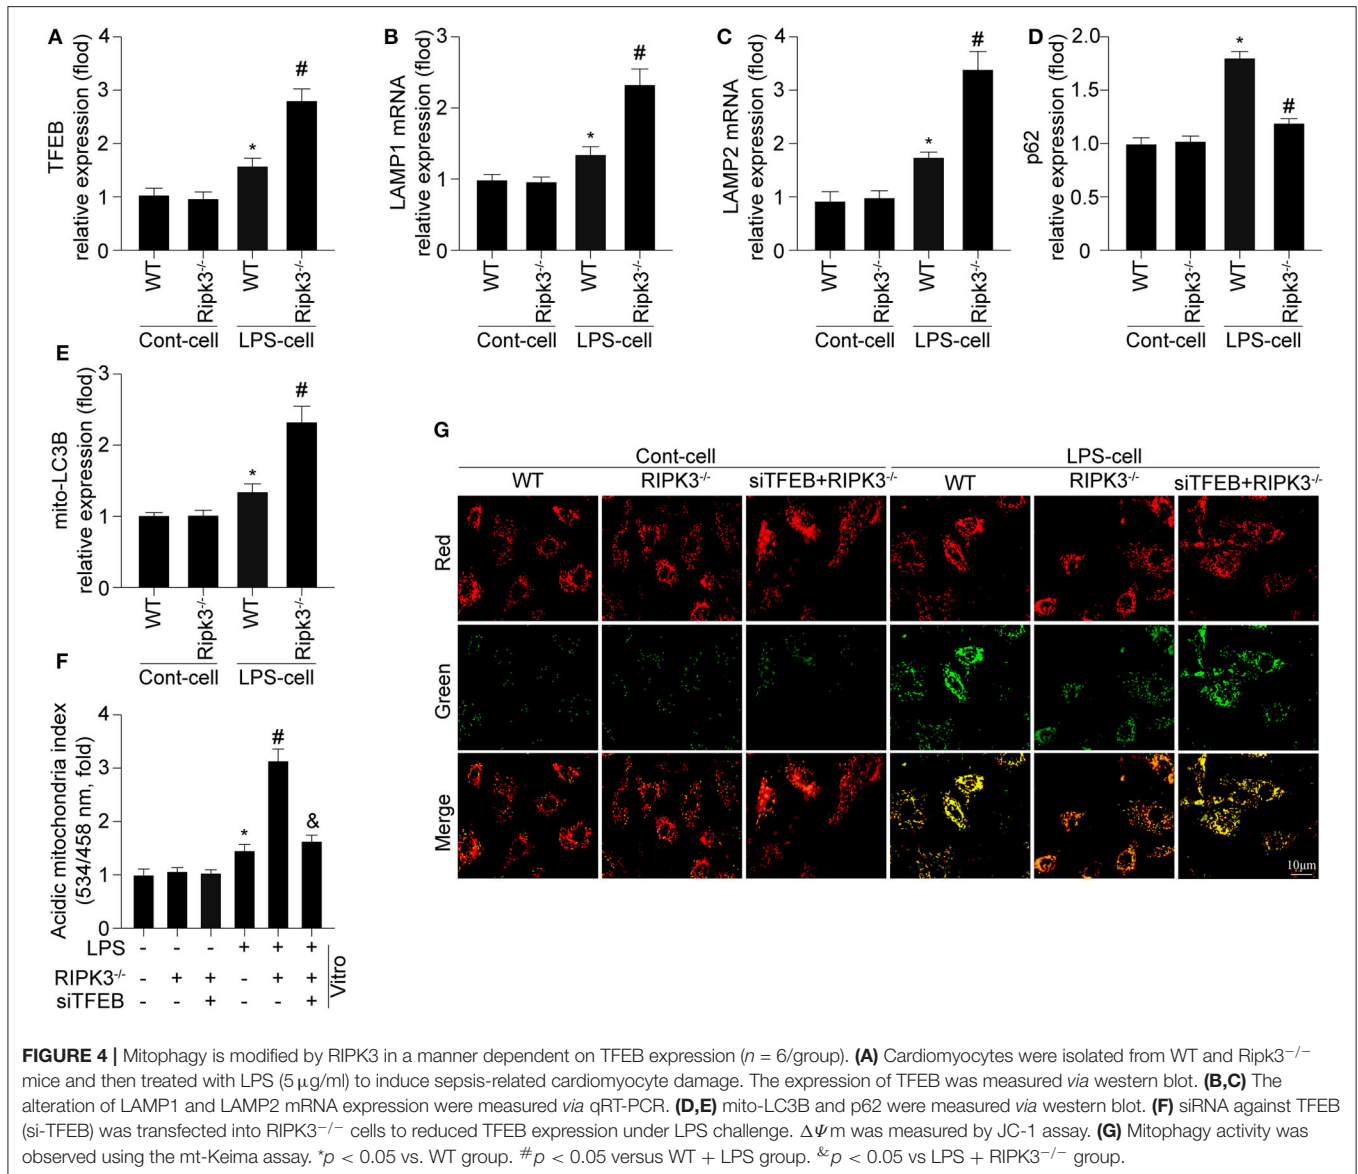 A
TFEB
relative expression (flod)
4
3
2
1
0
*
#
WT
Ripk3-/-
WT
Ripk3-/-
Cont-cell
LPS-cell
B
LAMP1 mRNA
relative expression (flod)
3
2
1
0
*
#
WT
Ripk3-/-
WT
Ripk3-/-
Cont-cell
LPS-cell
C
LAMP2 mRNA
relative expression (flod)
4
3
2
1
0
*
#
WT
Ripk3-/-
WT
Ripk3-/-
Cont-cell
LPS-cell
D
p62
relative expression (flod)
2.0
1.5
1.0
0.5
0
*
#
WT
Ripk3-/-
WT
Ripk3-/-
Cont-cell
LPS-cell
E
mito-LC3B
relative expression (flod)
3
2
1
0
*
#
WT
Ripk3-/-
WT
Ripk3-/-
Cont-cell
LPS-cell
F
Acidic mitochondria index
(534/458 nm, fold)
4
3
2
1
0
*
#
&
LPS - - - + + +
RIPK3-/- - + + - + +
siTFEB - - + - - +
Vitro
G
Cont-cell LPS-cell
WT RIPK3-/- siTFEB+RIPK3-/- WT RIPK3-/- siTFEB+RIPK3-/-
Red
Green
Merge
10μm
FIGURE 4 | Mitophagy is modified by RIPK3 in a manner dependent on TFEB expression (n = 6/group). (A) Cardiomyocytes were isolated from WT and Ripk3−/−
mice and then treated with LPS (5 μg/ml) to induce sepsis-related cardiomyocyte damage. The expression of TFEB was measured via western blot. (B,C) The
alteration of LAMP1 and LAMP2 mRNA expression were measured via qRT-PCR. (D,E) mito-LC3B and p62 were measured via western blot. (F) siRNA against TFEB
(si-TFEB) was transfected into RIPK3−/− cells to reduced TFEB expression under LPS challenge. ΔΨm was measured by JC-1 assay. (G) Mitophagy activity was
observed using the mt-Keima assay. *p < 0.05 vs. WT group. #p < 0.05 versus WT + LPS group. &p < 0.05 vs LPS + RIPK3−/− group.